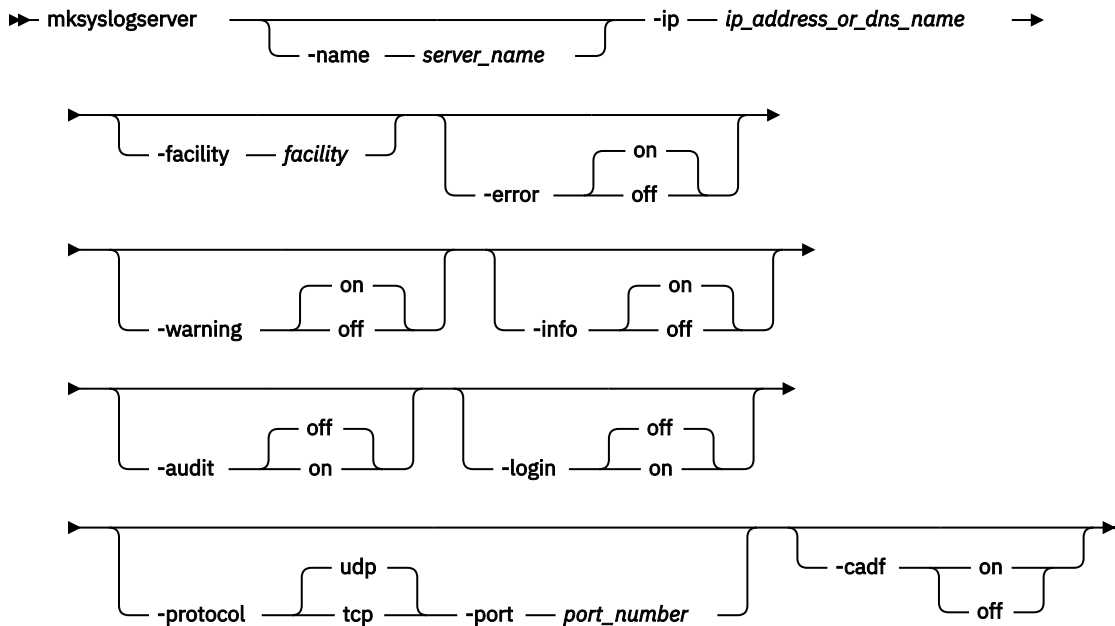 mksyslogserver -name server_name -ip ip_address_or_dns_name
-facility facility -error on off
-warning on off -info on off
-audit off on -login off on
-protocol udp tcp -port port_number -cadf on off